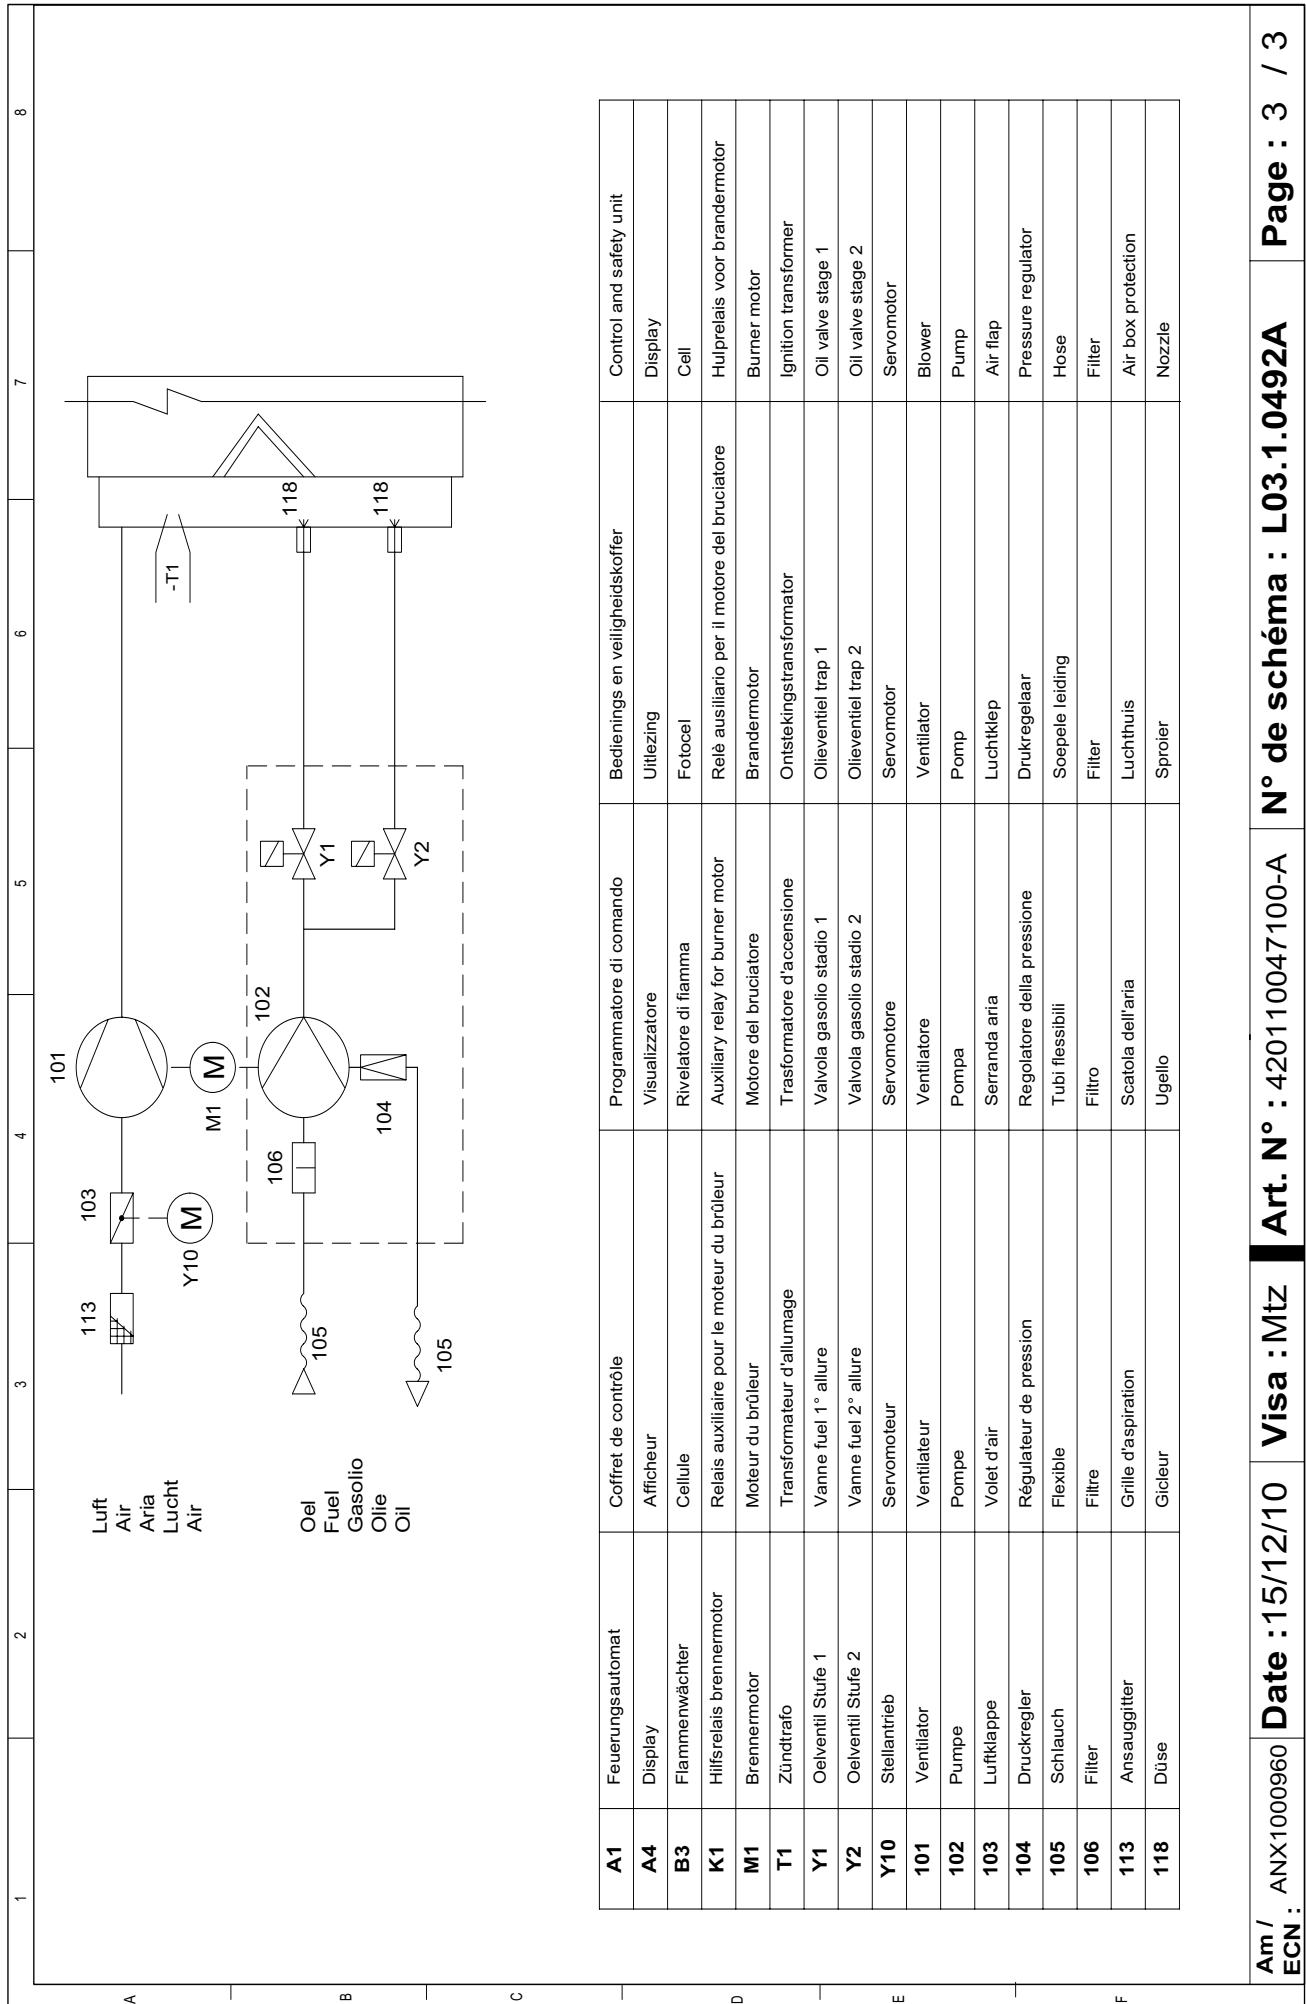 1 2 3 4 5 6 7 8
A
B
C
D
E
F
Luft
Air
Aria
Lucht
Air
Oel
Fuel
Gasolio
Olie
Oil
113
103
Y10
M
101
M1
M
102
106
104
105
105
Y1
Y2
-T1
118
118
A1 Feuerungsautomat Coffret de contrôle Programmatore di comando Bedienings en veiligheidskoffer Control and safety unit
A4 Display Afficheur Visualizzatore Uitlezing Display
B3 Flammenwächter Cellule Rivelatore di fiamma Fotocel Cell
K1 Hilfsrelais brennermotor Relais auxiliaire pour le moteur du brûleur Auxiliary relay for burner motor Relè ausiliario per il motore del bruciatore Hulprelais voor brandermotor
M1 Brennermotor Moteur du brûleur Motore del bruciatore Brandermotor Burner motor
T1 Zündtrafo Transformateur d'allumage Trasformatore d'accensione Ontstekingstransformator Ignition transformer
Y1 Oelventil Stufe 1 Vanne fuel 1° allure Valvola gasolio stadio 1 Olieventiel trap 1 Oil valve stage 1
Y2 Oelventil Stufe 2 Vanne fuel 2° allure Valvola gasolio stadio 2 Olieventiel trap 2 Oil valve stage 2
Y10 Stellantrieb Servomoteur Servomotore Servomotor Servomotor
101 Ventilator Ventilateur Ventilatore Ventilator Blower
102 Pumpe Pompe Pompa Pomp Pump
103 Luftklappe Volet d'air Serranda aria Luchtklep Air flap
104 Druckregler Régulateur de pression Regolatore della pressione Drukregelaar Pressure regulator
105 Schlauch Flexible Tubi flessibili Soepele leiding Hose
106 Filter Filtre Filtro Filter Filter
113 Ansauggitter Grille d'aspiration Scatola dell'aria Luchthuis Air box protection
118 Düse Gicleur Ugello Sproier Nozzle
Am / ECN : ANX1000960 Date :15/12/10 Visa :Mtz Art. N° : 420110047100-A N° de schéma : L03.1.0492A Page : 3 / 3